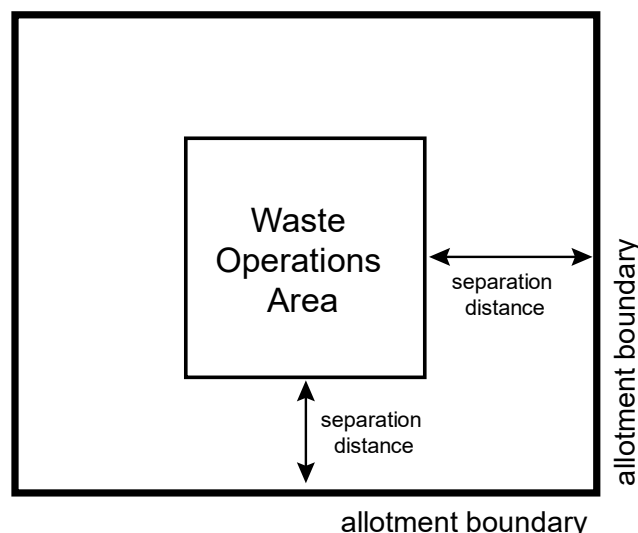 Waste
Operations
Area
separation
distance
separation
distance
allotment boundary
allotment boundary